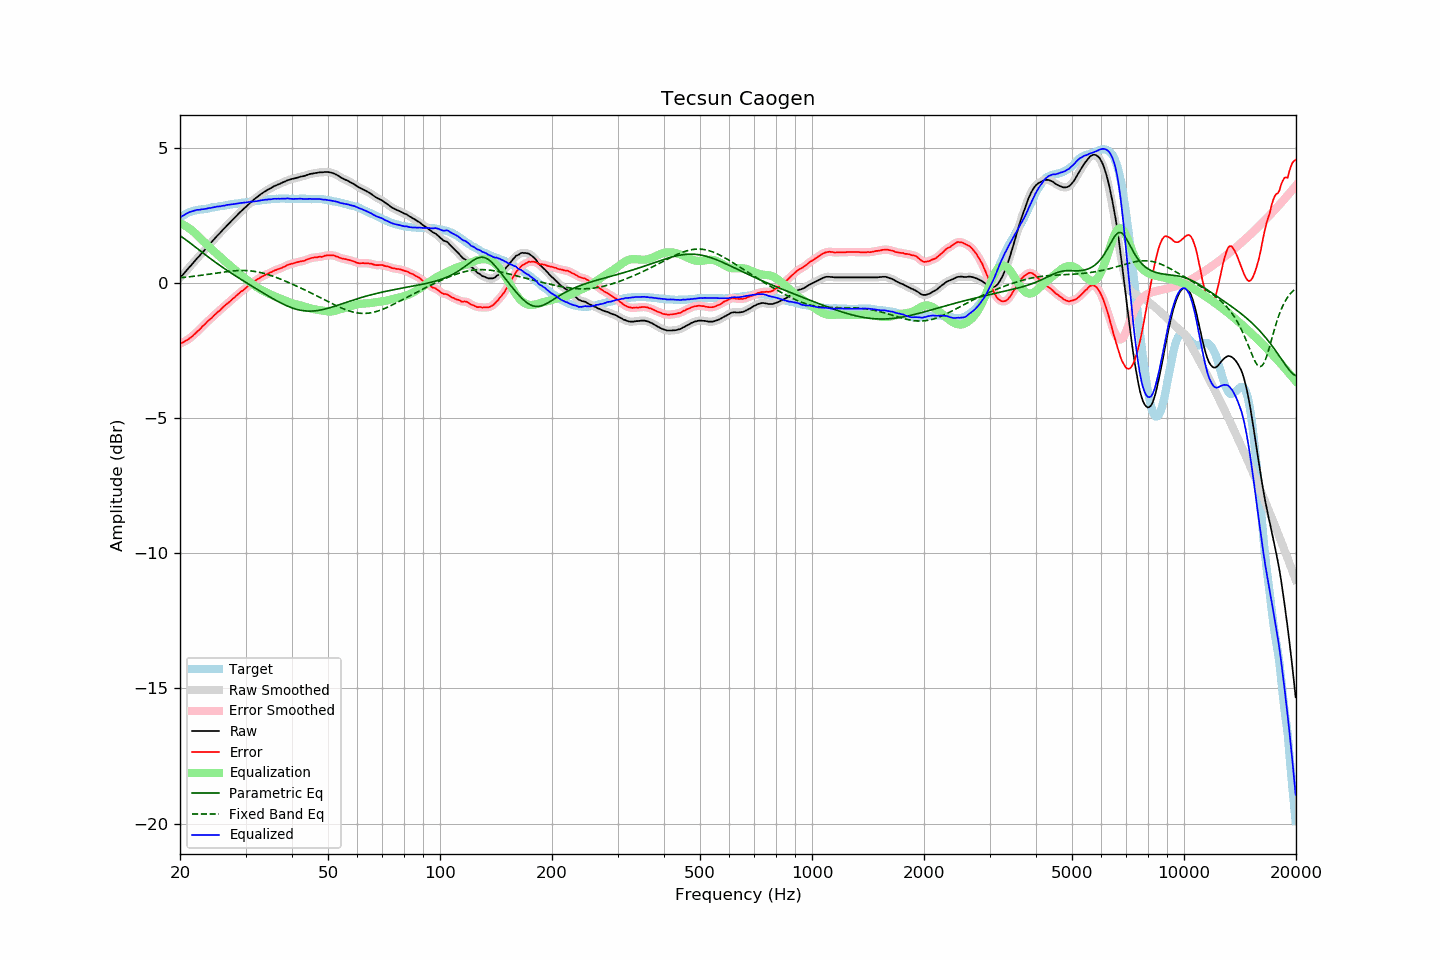 Tecsun Caogen
Amplitude (dBr)
5
0
−5
−10
−15
−20
Target
Raw Smoothed
Error Smoothed
Raw
Error
Equalization
Parametric Eq
Fixed Band Eq
Equalized
20 50 100 200 500 1000 2000 5000 10000 20000
Frequency (Hz)